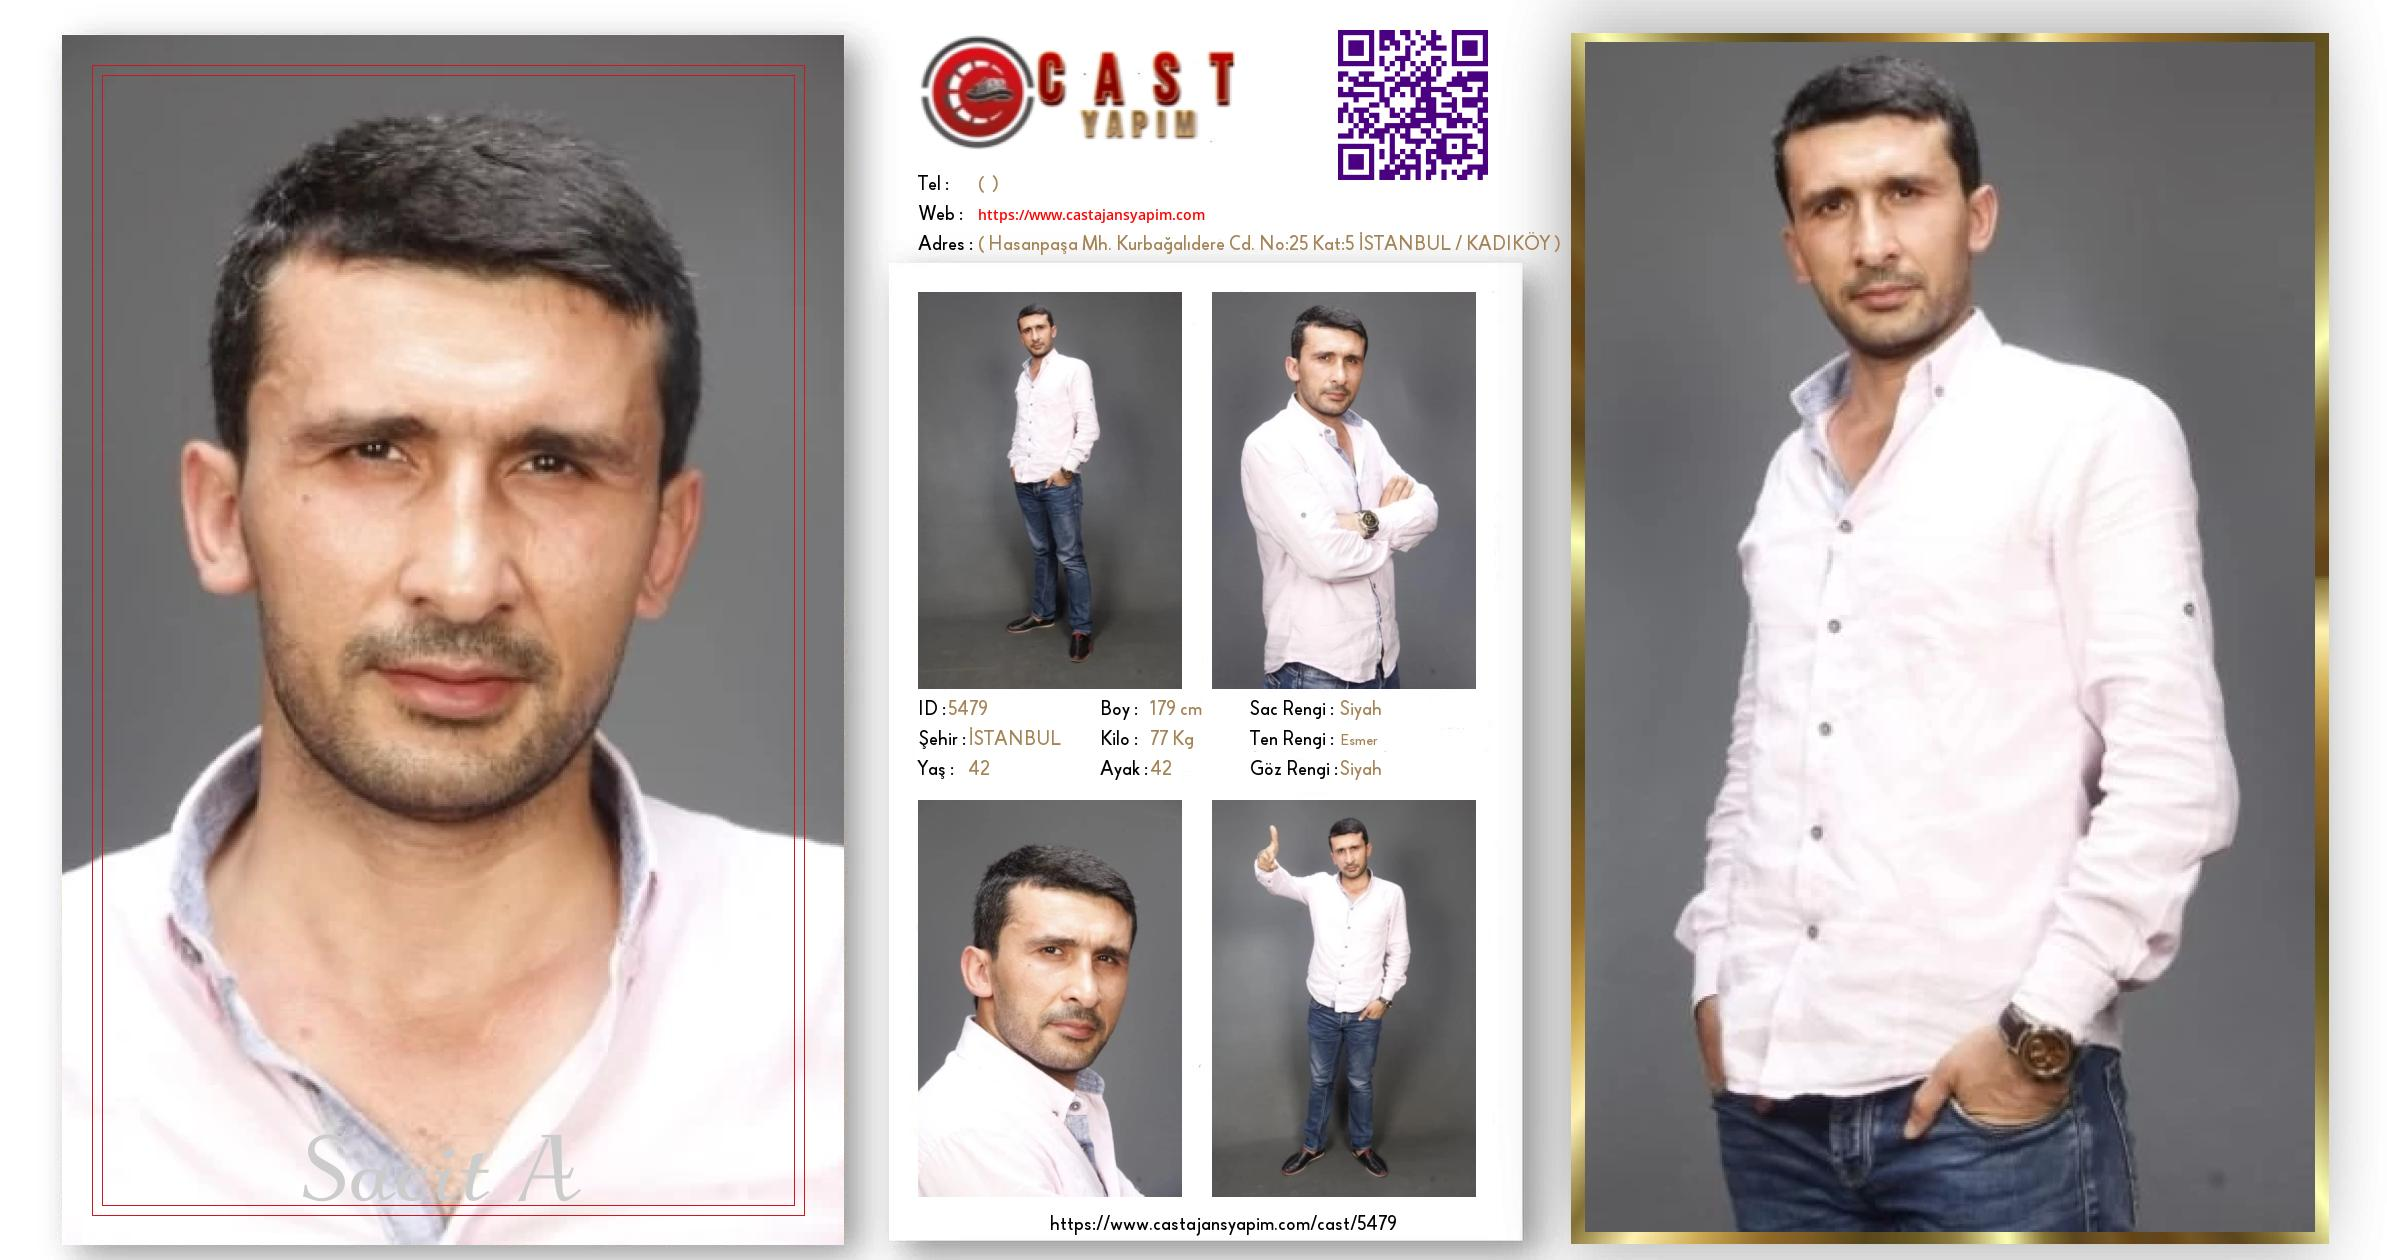 Sacit A
CAST
YAPIM
Tel : ( )
Web : https://www.castajansyapim.com
Adres : ( Hasanpaşa Mh. Kurbağalıdere Cd. No:25 Kat:5 İSTANBUL / KADIKÖY )
ID : 5479 Boy : 179 cm Sac Rengi : Siyah
Şehir : İSTANBUL Kilo : 77 Kg Ten Rengi : Esmer
Yaş : 42 Ayak : 42 Göz Rengi : Siyah
https://www.castajansyapim.com/cast/5479